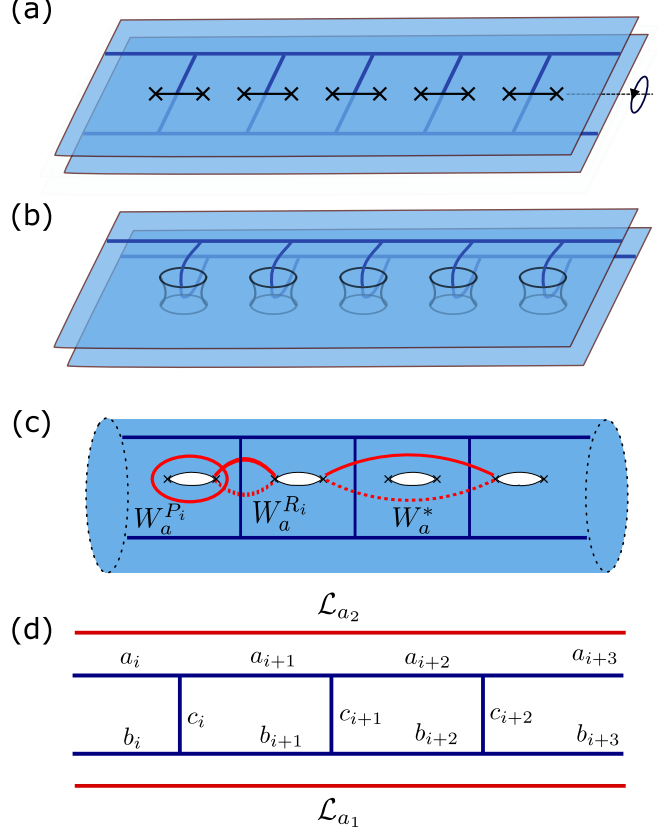 (a)
(b)
(c)
W_a^{P_i} W_a^{R_i} W_a^*
(d)
ℒ_{a_2}
a_i a_{i+1} a_{i+2} a_{i+3}
c_i c_{i+1} c_{i+2}
b_i b_{i+1} b_{i+2} b_{i+3}
ℒ_{a_1}